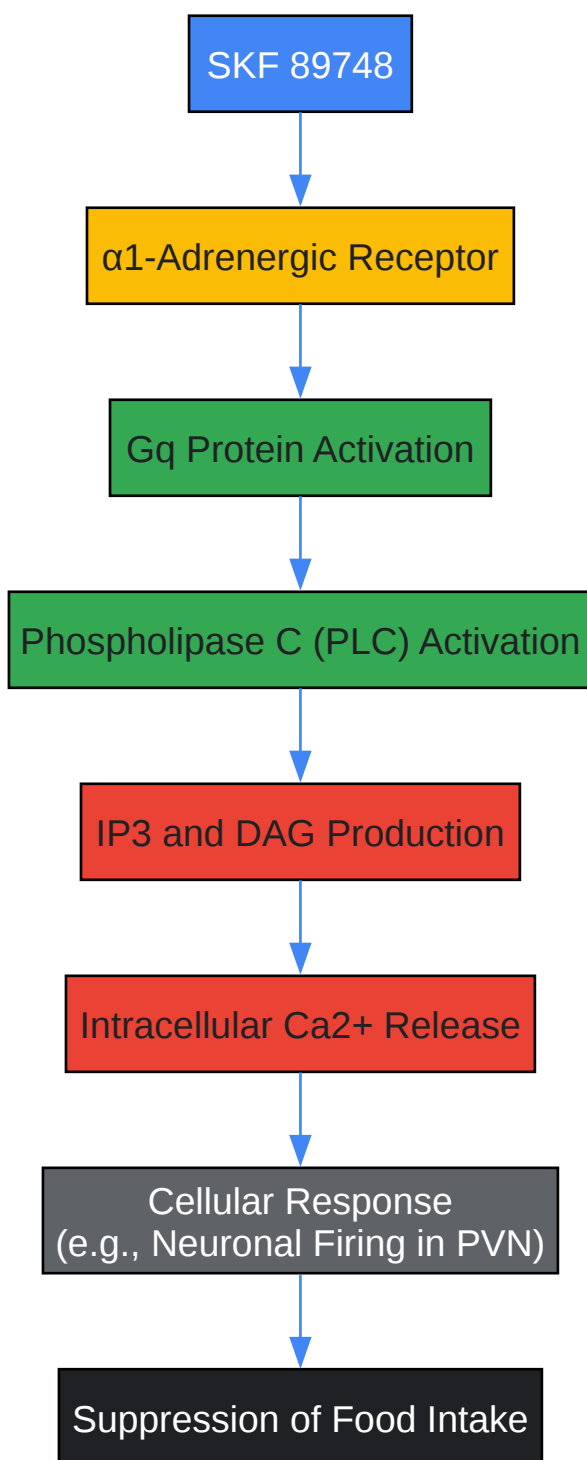 SKF 89748
α1-Adrenergic Receptor
Gq Protein Activation
Phospholipase C (PLC) Activation
IP3 and DAG Production
Intracellular Ca2+ Release
Cellular Response
(e.g., Neuronal Firing in PVN)
Suppression of Food Intake